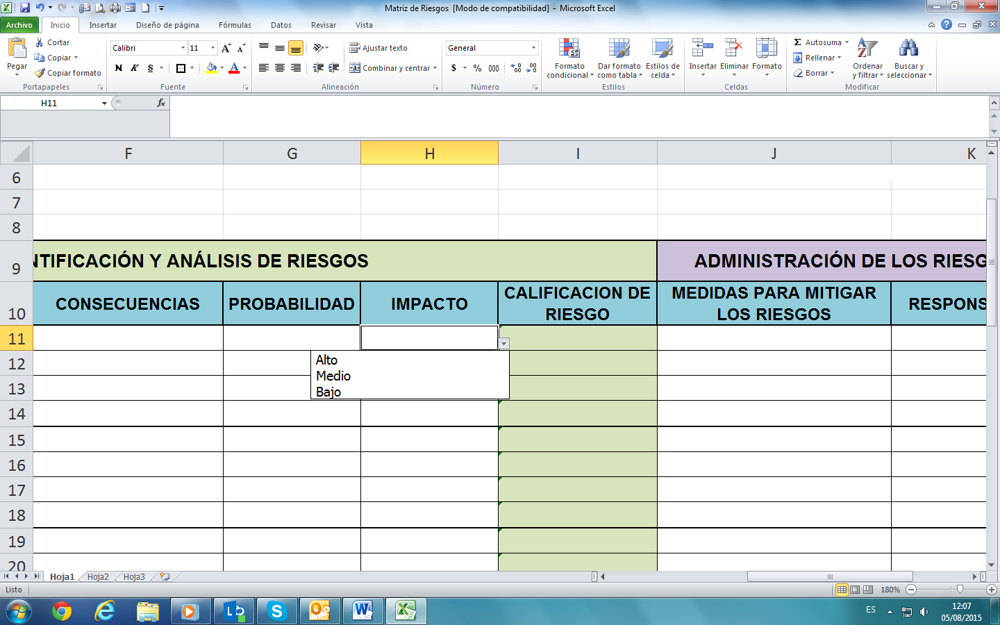 Matriz de Riesgos [Modo de compatibilidad] - Microsoft Excel
Archivo Inicio Insertar Diseño de página Fórmulas Datos Revisar Vista
Pegar
Cortar
Copiar
Copiar formato
Portapapeles
Calibri 11
N K S
Fuente
Ajustar texto
Combinar y centrar
Alineación
General
$ % 000
Número
Formato condicional
Dar formato como tabla
Estilos de celda
Estilos
Insertar Eliminar Formato
Celdas
Σ Autosuma
Rellenar
Borrar
Ordenar y filtrar
Buscar y seleccionar
Modificar
H11 fx
F G H I J K
6
7
8
9 NTIFICACIÓN Y ANÁLISIS DE RIESGOS ADMINISTRACIÓN DE LOS RIESG
10 CONSECUENCIAS PROBABILIDAD IMPACTO CALIFICACION DE RIESGO MEDIDAS PARA MITIGAR LOS RIESGOS RESPONS
11
12 Alto
Medio
13 Bajo
14
15
16
17
18
19
20
Hoja1 Hoja2 Hoja3
Listo 180%
ES 12:07
05/08/2015